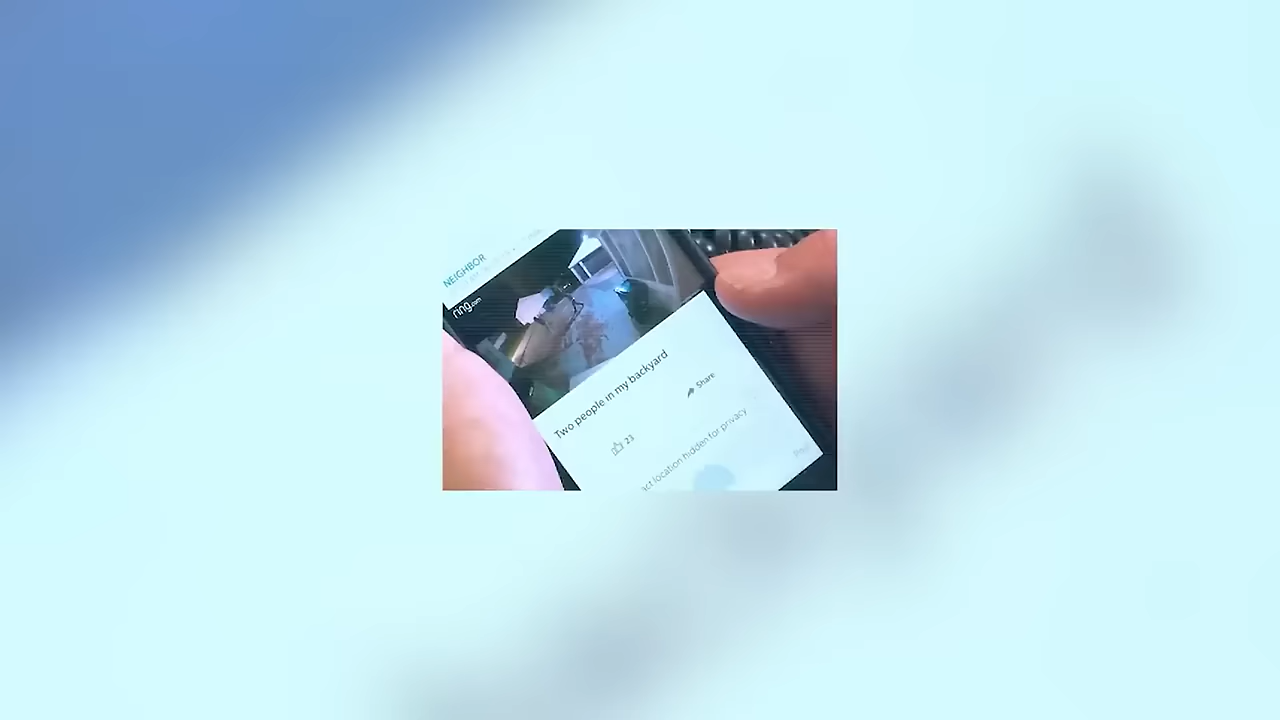 NEIGHBOR
ring.com
Two people in my backyard
23
Share
location hidden for privacy